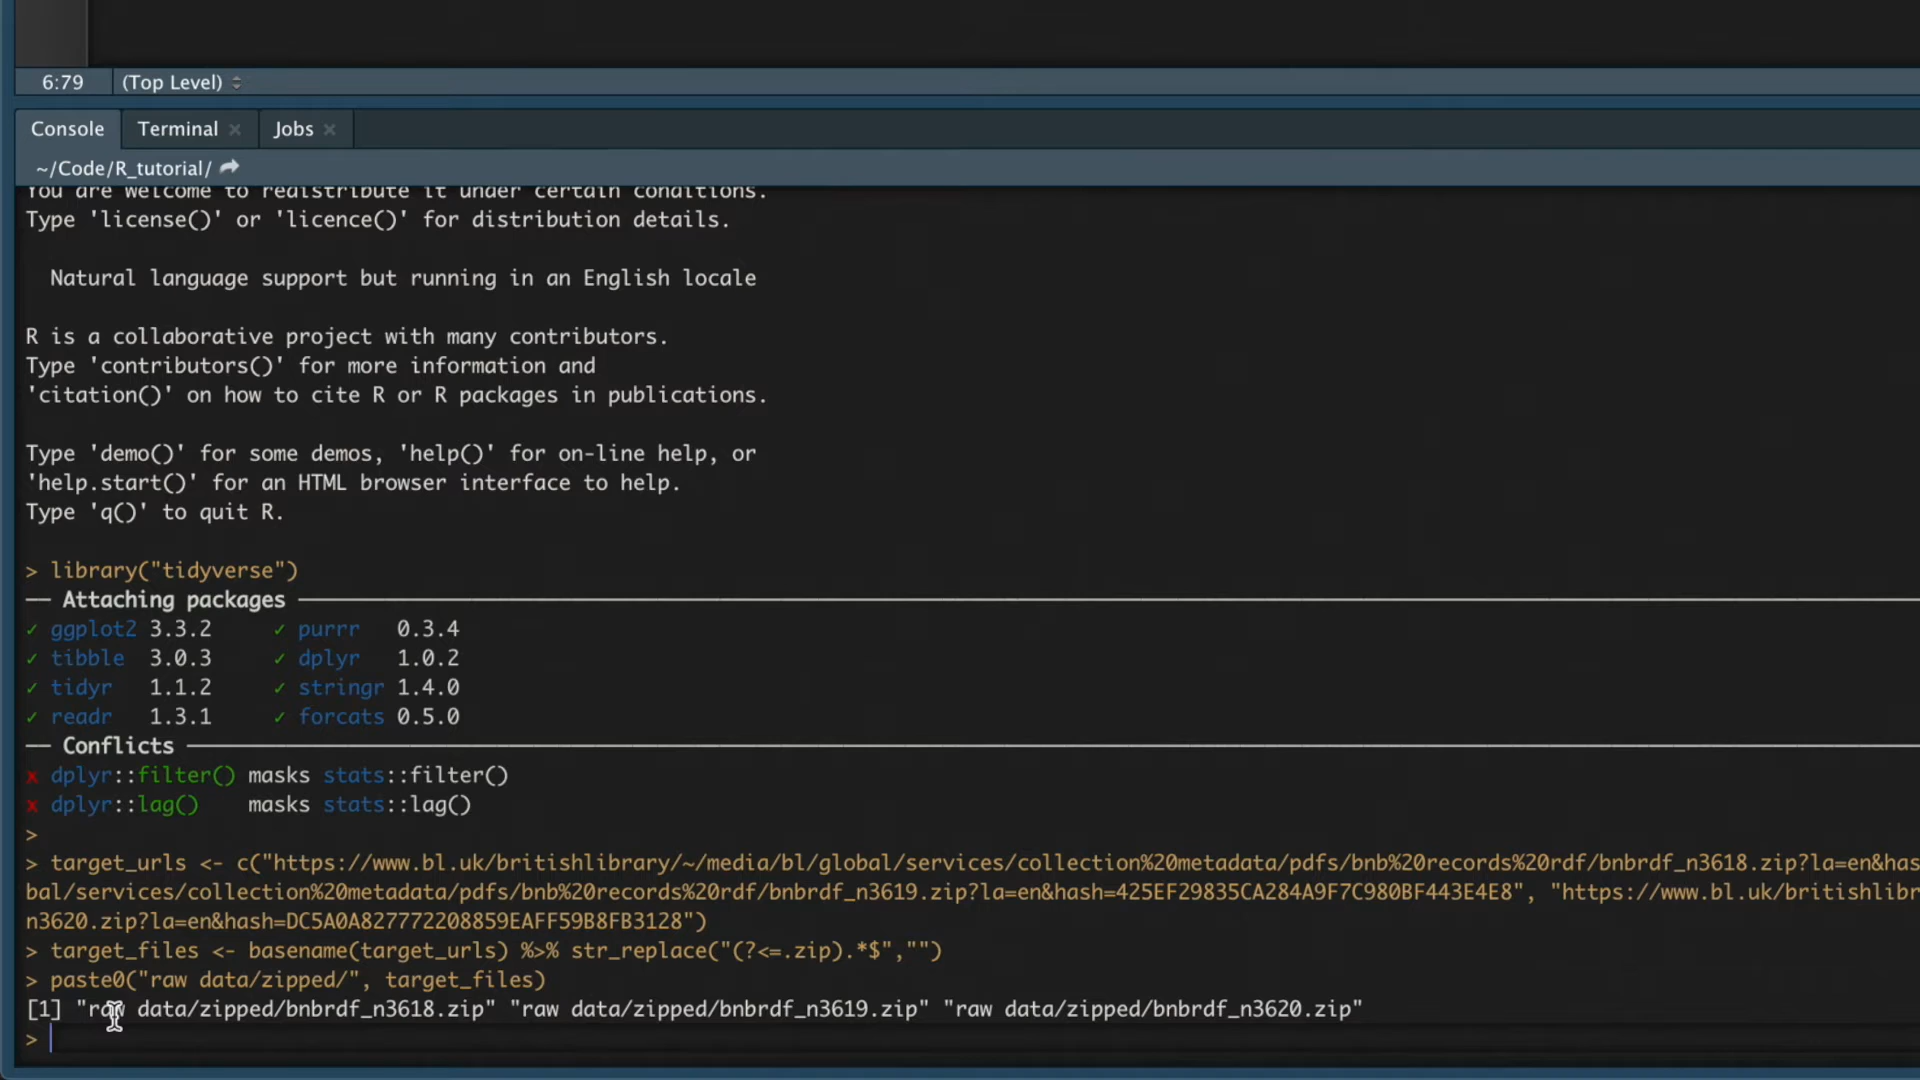 6:79 (Top Level)
Console Terminal × Jobs ×
~/Code/R_tutorial/
You are welcome to redistribute it under certain conditions.
Type 'license()' or 'licence()' for distribution details.
Natural language support but running in an English locale
R is a collaborative project with many contributors.
Type 'contributors()' for more information and
'citation()' on how to cite R or R packages in publications.
Type 'demo()' for some demos, 'help()' for on-line help, or
'help.start()' for an HTML browser interface to help.
Type 'q()' to quit R.
> library("tidyverse")
── Attaching packages ──
✓ ggplot2 3.3.2 ✓ purrr 0.3.4
✓ tibble 3.0.3 ✓ dplyr 1.0.2
✓ tidyr 1.1.2 ✓ stringr 1.4.0
✓ readr 1.3.1 ✓ forcats 0.5.0
── Conflicts ──
x dplyr::filter() masks stats::filter()
x dplyr::lag() masks stats::lag()
>
> target_urls <- c("https://www.bl.uk/britishlibrary/~/media/bl/global/services/collection%20metadata/pdfs/bnb%20records%20rdf/bnbrdf_n3618.zip?la=en&has
bal/services/collection%20metadata/pdfs/bnb%20records%20rdf/bnbrdf_n3619.zip?la=en&hash=425EF29835CA284A9F7C980BF443E4E8", "https://www.bl.uk/britishlibr
n3620.zip?la=en&hash=DC5A0A827772208859EAFF59B8FB3128")
> target_files <- basename(target_urls) %>% str_replace("(?<=.zip).*$","")
> paste0("raw data/zipped/", target_files)
[1] "raw data/zipped/bnbrdf_n3618.zip" "raw data/zipped/bnbrdf_n3619.zip" "raw data/zipped/bnbrdf_n3620.zip"
>